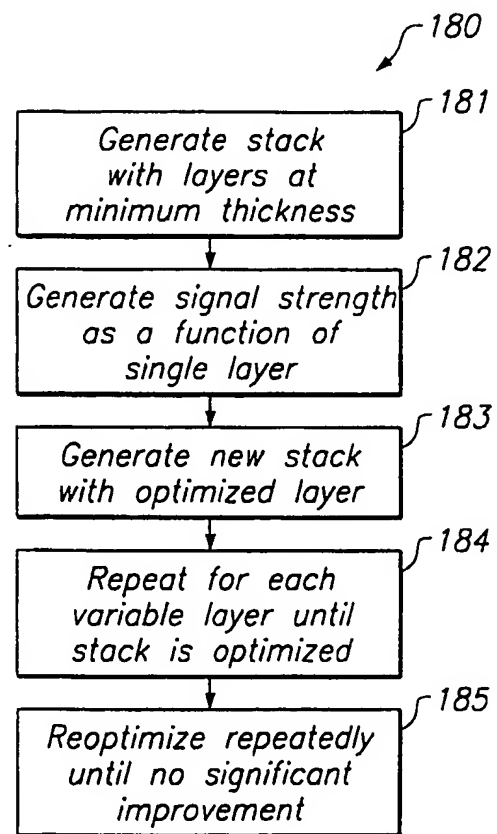 180
181
Generate stack
with layers at
minimum thickness
182
Generate signal strength
as a function of
single layer
183
Generate new stack
with optimized layer
184
Repeat for each
variable layer until
stack is optimized
185
Reoptimize repeatedly
until no significant
improvement